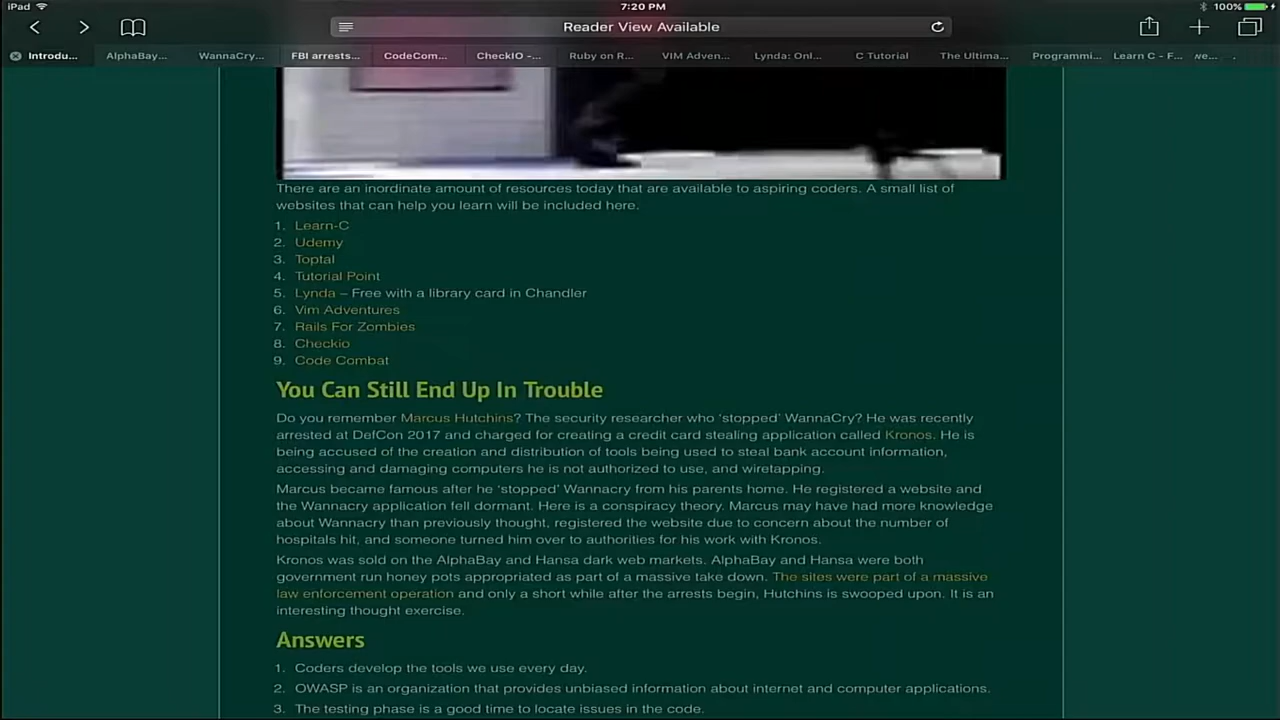 iPad
7:20 PM
100%
Reader View Available
Introdu...
AlphaBay...
WannaCry...
FBI arrests...
CodeCom...
CheckIO -...
Ruby on R...
VIM Adven...
Lynda: Onl...
C Tutorial
The Ultima...
Programmi...
Learn C - F...
There are an inordinate amount of resources today that are available to aspiring coders. A small list of
websites that can help you learn will be included here.
1. Learn-C
2. Udemy
3. Toptal
4. Tutorial Point
5. Lynda – Free with a library card in Chandler
6. Vim Adventures
7. Rails For Zombies
8. Checkio
9. Code Combat
You Can Still End Up In Trouble
Do you remember Marcus Hutchins? The security researcher who ‘stopped’ WannaCry? He was recently
arrested at DefCon 2017 and charged for creating a credit card stealing application called Kronos. He is
being accused of the creation and distribution of tools being used to steal bank account information,
accessing and damaging computers he is not authorized to use, and wiretapping.
Marcus became famous after he ‘stopped’ Wannacry from his parents home. He registered a website and
the Wannacry application fell dormant. Here is a conspiracy theory. Marcus may have had more knowledge
about Wannacry than previously thought, registered the website due to concern about the number of
hospitals hit, and someone turned him over to authorities for his work with Kronos.
Kronos was sold on the AlphaBay and Hansa dark web markets. AlphaBay and Hansa were both
government run honey pots appropriated as part of a massive take down. The sites were part of a massive
law enforcement operation and only a short while after the arrests begin, Hutchins is swooped upon. It is an
interesting thought exercise.
Answers
1. Coders develop the tools we use every day.
2. OWASP is an organization that provides unbiased information about internet and computer applications.
3. The testing phase is a good time to locate issues in the code.